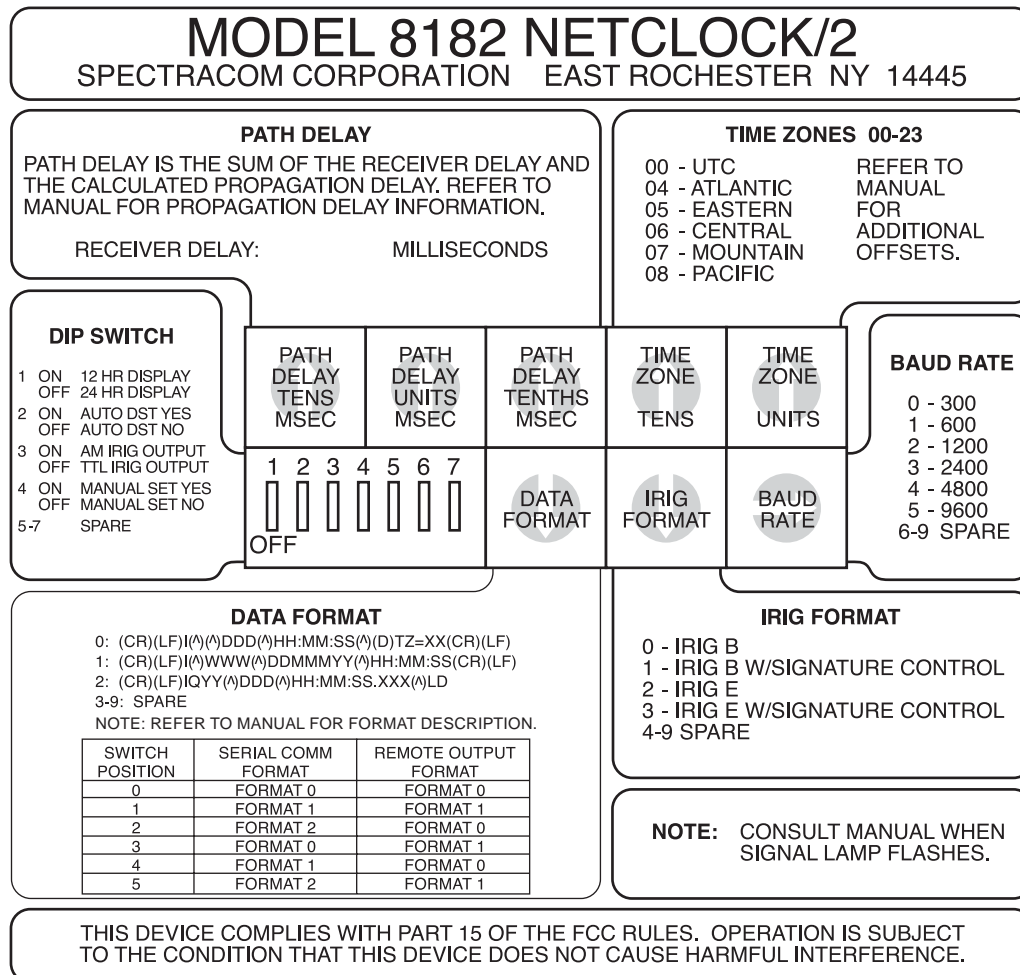 MODEL 8182 NETCLOCK/2
SPECTRACOM CORPORATION EAST ROCHESTER NY 14445
PATH DELAY
PATH DELAY IS THE SUM OF THE RECEIVER DELAY AND
THE CALCULATED PROPAGATION DELAY. REFER TO
MANUAL FOR PROPAGATION DELAY INFORMATION.
RECEIVER DELAY: MILLISECONDS
TIME ZONES 00-23
00 - UTC
04 - ATLANTIC
05 - EASTERN
06 - CENTRAL
07 - MOUNTAIN
08 - PACIFIC
REFER TO
MANUAL
FOR
ADDITIONAL
OFFSETS.
DIP SWITCH
1 ON 12 HR DISPLAY
OFF 24 HR DISPLAY
2 ON AUTO DST YES
OFF AUTO DST NO
3 ON AM IRIG OUTPUT
OFF TTL IRIG OUTPUT
4 ON MANUAL SET YES
OFF MANUAL SET NO
5-7 SPARE
PATH
DELAY
TENS
MSEC
PATH
DELAY
UNITS
MSEC
PATH
DELAY
TENTHS
MSEC
TIME
ZONE
TENS
TIME
ZONE
UNITS
1 2 3 4 5 6 7
OFF
DATA
FORMAT
IRIG
FORMAT
BAUD
RATE
BAUD RATE
0 - 300
1 - 600
2 - 1200
3 - 2400
4 - 4800
5 - 9600
6-9 SPARE
DATA FORMAT
0: (CR)(LF)I(^)(^)DDD(^)HH:MM:SS(^)(D)TZ=XX(CR)(LF)
1: (CR)(LF)I(^)WWW(^)DDMMMYY(^)HH:MM:SS(CR)(LF)
2: (CR)(LF)IQYY(^)DDD(^)HH:MM:SS.XXX(^)LD
3-9: SPARE
NOTE: REFER TO MANUAL FOR FORMAT DESCRIPTION.
SWITCH POSITION SERIAL COMM FORMAT REMOTE OUTPUT FORMAT
0 FORMAT 0 FORMAT 0
1 FORMAT 1 FORMAT 1
2 FORMAT 2 FORMAT 0
3 FORMAT 0 FORMAT 1
4 FORMAT 1 FORMAT 0
5 FORMAT 2 FORMAT 1
IRIG FORMAT
0 - IRIG B
1 - IRIG B W/SIGNATURE CONTROL
2 - IRIG E
3 - IRIG E W/SIGNATURE CONTROL
4-9 SPARE
NOTE: CONSULT MANUAL WHEN
SIGNAL LAMP FLASHES.
THIS DEVICE COMPLIES WITH PART 15 OF THE FCC RULES. OPERATION IS SUBJECT
TO THE CONDITION THAT THIS DEVICE DOES NOT CAUSE HARMFUL INTERFERENCE.